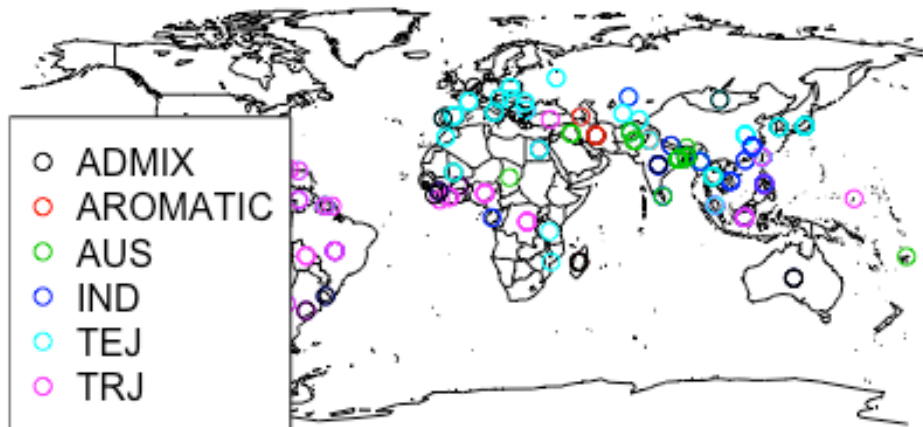 ADMIX
AROMATIC
AUS
IND
TEJ
TRJ